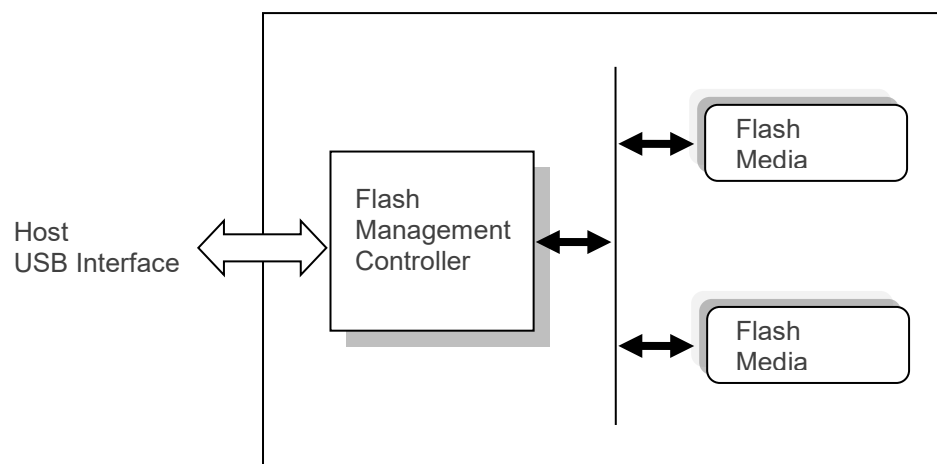 Host
USB Interface
Flash
Management
Controller
Flash
Media
Flash
Media